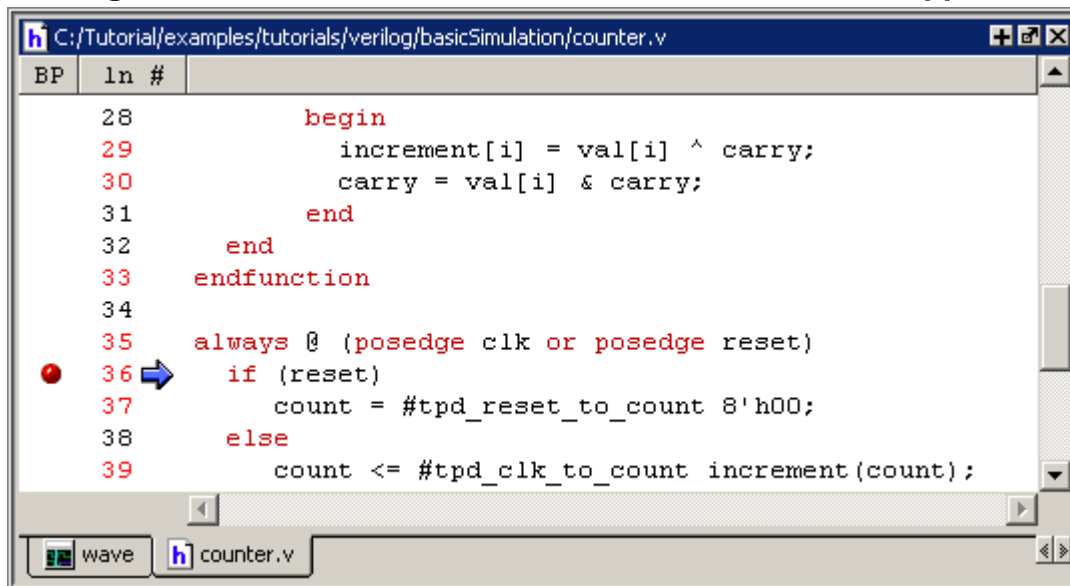 h C:/Tutorial/examples/tutorials/verilog/basicSimulation/counter.v
BP ln #
28 begin
29 increment[i] = val[i] ^ carry;
30 carry = val[i] & carry;
31 end
32 end
33 endfunction
34
35 always @ (posedge clk or posedge reset)
36 if (reset)
37 count = #tpd_reset_to_count 8'h00;
38 else
39 count <= #tpd_clk_to_count increment(count);
wave h counter.v